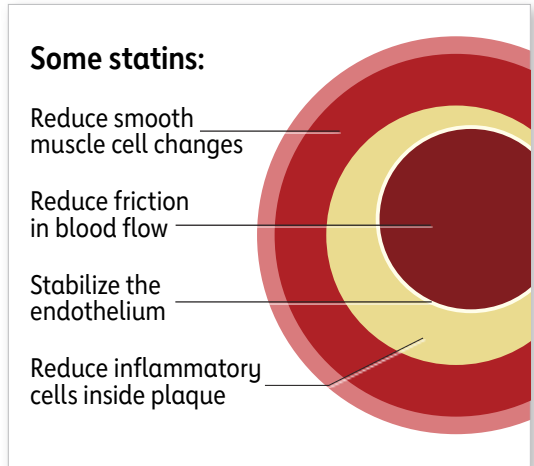 Some statins:
Reduce smooth
muscle cell changes
Reduce friction
in blood flow
Stabilize the
endothelium
Reduce inflammatory
cells inside plaque